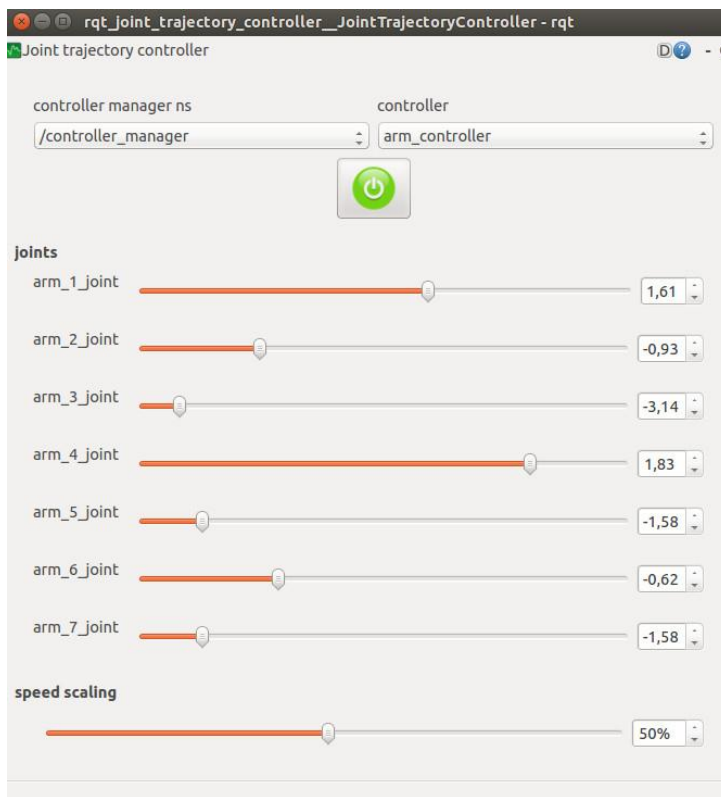 rqt_joint_trajectory_controller__JointTrajectoryController - rqt
Joint trajectory controller
D ? -
controller manager ns controller
/controller_manager arm_controller
joints
arm_1_joint 1,61
arm_2_joint -0,93
arm_3_joint -3,14
arm_4_joint 1,83
arm_5_joint -1,58
arm_6_joint -0,62
arm_7_joint -1,58
speed scaling
50%